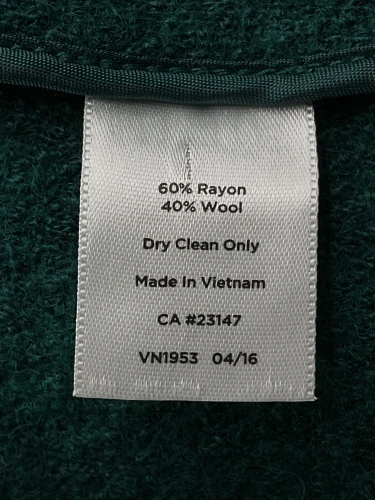 60% Rayon
40% Wool
Dry Clean Only
Made In Vietnam
CA #23147
VN1953 04/16